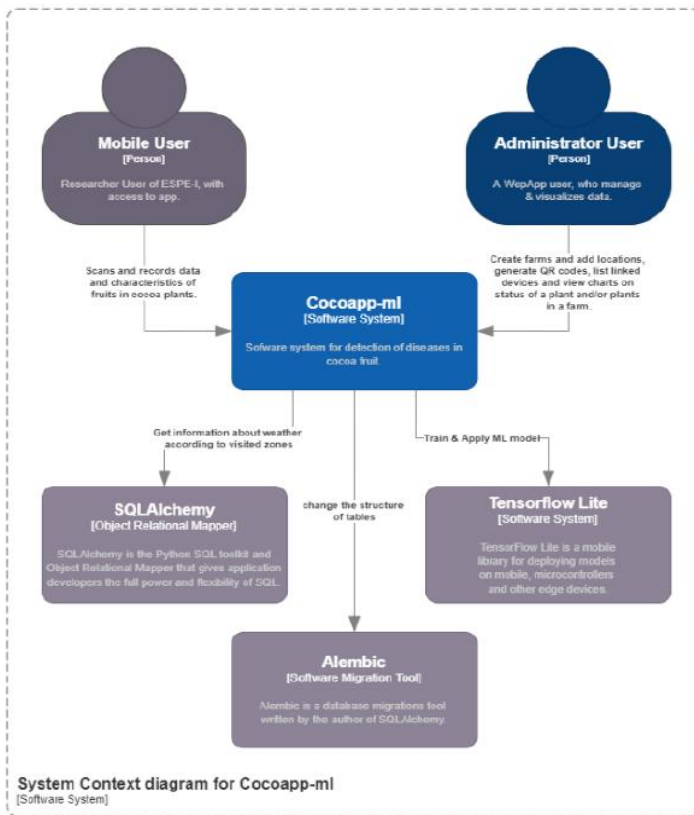 Mobile User
[Person]
Researcher User of ESPE-I, with
access to app.
Administrator User
[Person]
A WepApp user, who manage
& visualizes data.
Scans and records data
and characteristics of
fruits in cocoa plants.
Create farms and add locations,
generate QR codes, list linked
devices and view charts on
status of a plant and/or plants
in a farm.
Cocoapp-ml
[Software System]
Sofware system for detection of diseases in
cocoa fruit.
Get information about weather
according to visited zones
change the structure
of tables
Train & Apply ML model
SQLAlchemy
[Object Relational Mapper]
SQLAlchemy is the Python SQL toolkit and
Object Relational Mapper that gives application
developers the full power and flexibility of SQL.
Tensorflow Lite
[Software System]
TensorFlow Lite is a mobile
library for deploying models
on mobile, microcontrollers
and other edge devices.
Alembic
[Software Migration Tool]
Alembic is a database migrations tool
written by the author of SQLAlchemy.
System Context diagram for Cocoapp-ml
[Software System]